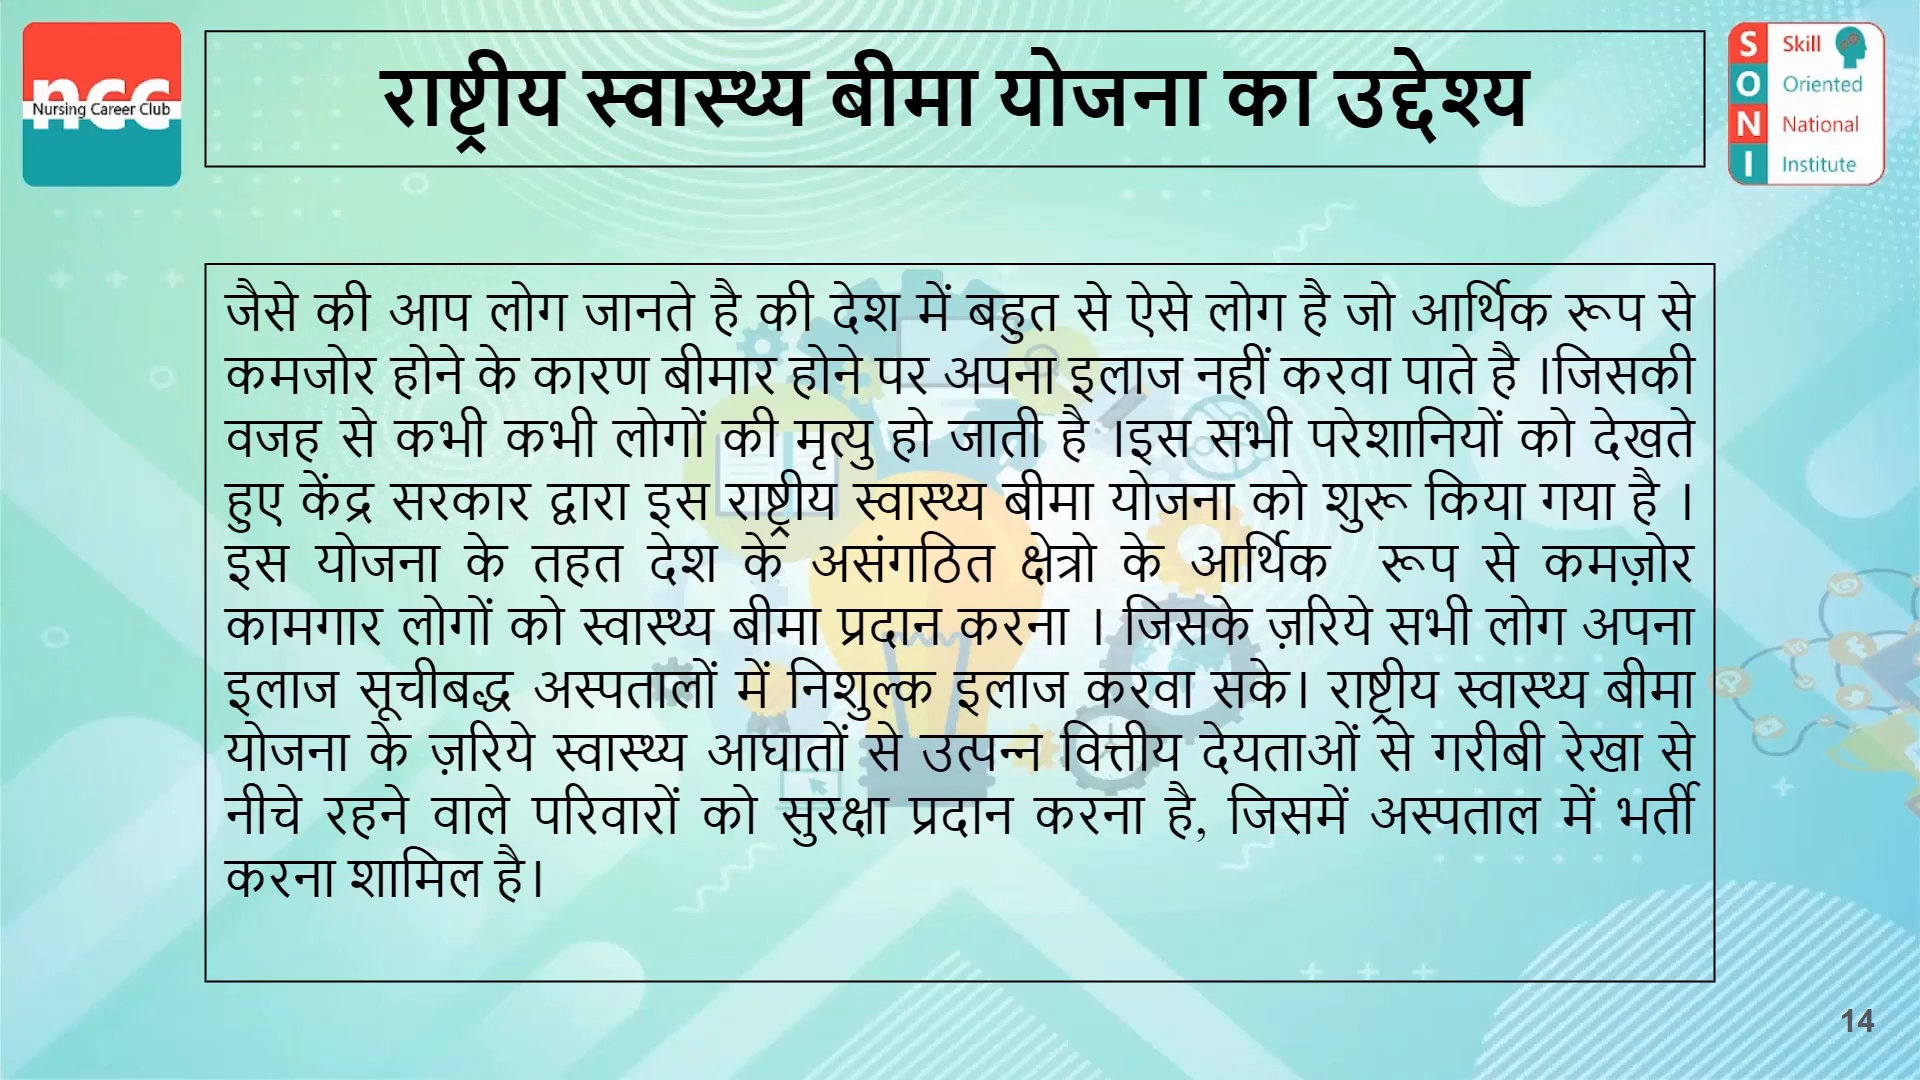 ncc
Nursing Career Club
राष्ट्रीय स्वास्थ्य बीमा योजना का उद्देश्य
S Skill
O Oriented
N National
I Institute
जैसे की आप लोग जानते है की देश में बहुत से ऐसे लोग है जो आर्थिक रूप से
कमजोर होने के कारण बीमार होने पर अपना इलाज नहीं करवा पाते है ।जिसकी
वजह से कभी कभी लोगों की मृत्यु हो जाती है ।इस सभी परेशानियों को देखते
हुए केंद्र सरकार द्वारा इस राष्ट्रीय स्वास्थ्य बीमा योजना को शुरू किया गया है ।
इस योजना के तहत देश के असंगठित क्षेत्रो के आर्थिक रूप से कमज़ोर
कामगार लोगों को स्वास्थ्य बीमा प्रदान करना । जिसके ज़रिये सभी लोग अपना
इलाज सूचीबद्ध अस्पतालों में निशुल्क इलाज करवा सके। राष्ट्रीय स्वास्थ्य बीमा
योजना के ज़रिये स्वास्थ्य आघातों से उत्पन्न वित्तीय देयताओं से गरीबी रेखा से
नीचे रहने वाले परिवारों को सुरक्षा प्रदान करना है, जिसमें अस्पताल में भर्ती
करना शामिल है।
14